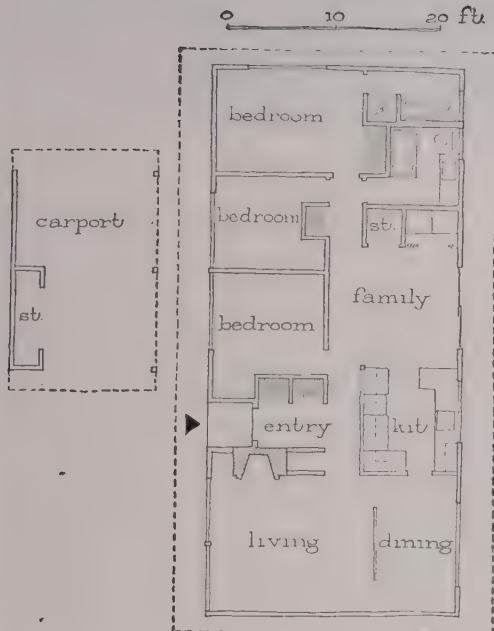 0 10 20 ft.
bedroom
carport
bedroom
st.
family
st.
bedroom
entry
kit
living
dining